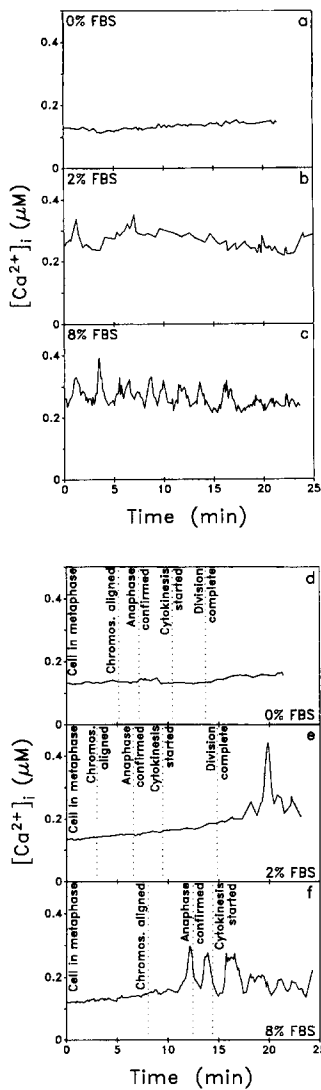 0.4
0% FBS
a
0.2
0
2% FBS
b
0.4
0.2
[Ca2+]i (μM)
0
8% FBS
c
0.4
0.2
0
0
5
10
15
20
25
Time (min)
0.4
d
Cell in metaphase
Chromos. aligned
Anaphase
confirmed
Cytokinesis
started
Division
complete
0.2
0% FBS
0
e
Cell in metaphase
Chromos.
aligned
Anaphase
confirmed
Cytokinesis
started
Division
complete
0.4
0.2
[Ca2+]i (μM)
2% FBS
0
f
Cell in metaphase
Chromos. aligned
Anaphase
confirmed
Cytokinesis
started
0.4
0.2
8% FBS
0
0
5
10
15
20
25
Time (min)